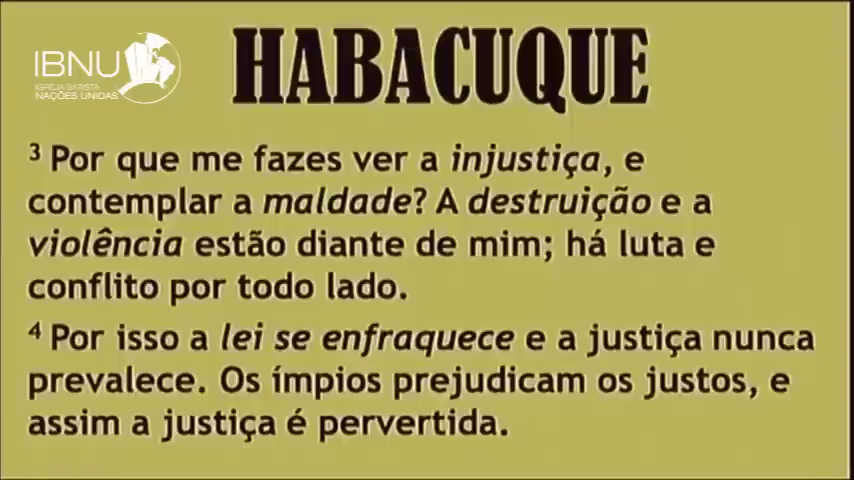 HABACUQUE
IBNU
IGREJA BATISTA
NAÇÕES UNIDAS
3 Por que me fazes ver a injustiça, e
contemplar a maldade? A destruição e a
violência estão diante de mim; há luta e
conflito por todo lado.
4 Por isso a lei se enfraquece e a justiça nunca
prevalece. Os ímpios prejudicam os justos, e
assim a justiça é pervertida.